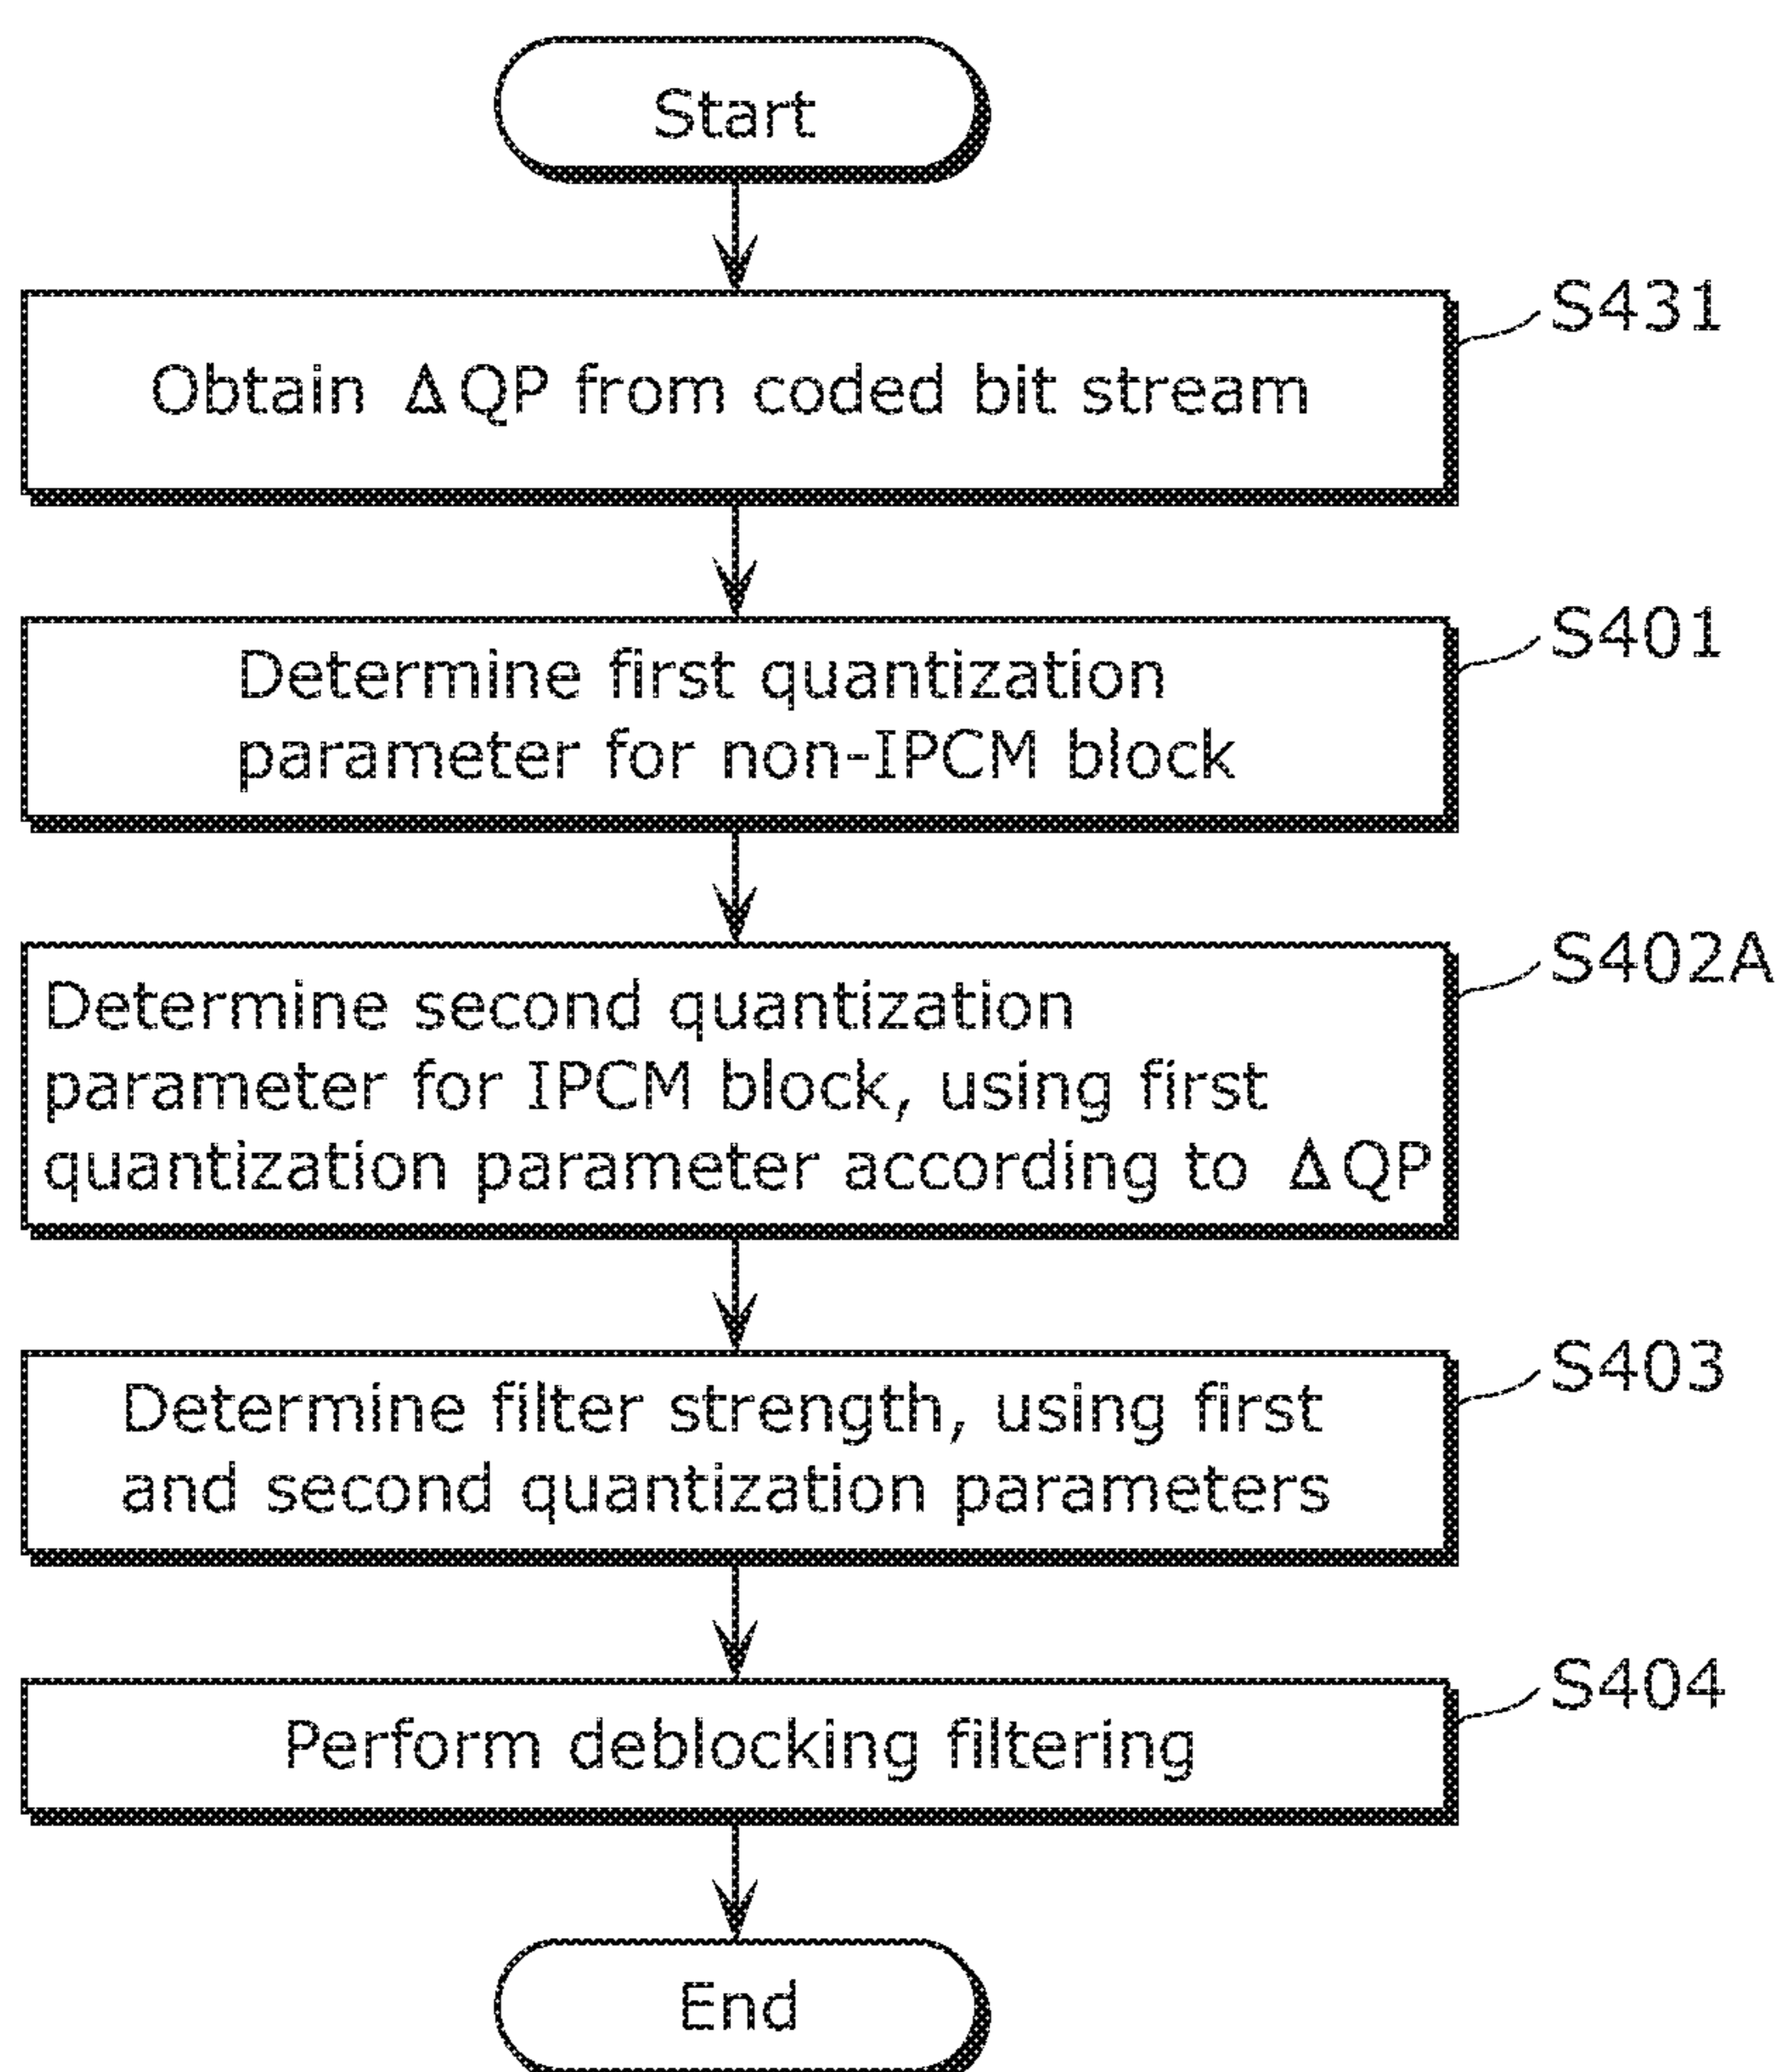 Start
S431
Obtain ΔQP from coded bit stream
S401
Determine first quantization
parameter for non-IPCM block
S402A
Determine second quantization
parameter for IPCM block, using first
quantization parameter according to ΔQP
S403
Determine filter strength, using first
and second quantization parameters
S404
Perform deblocking filtering
End